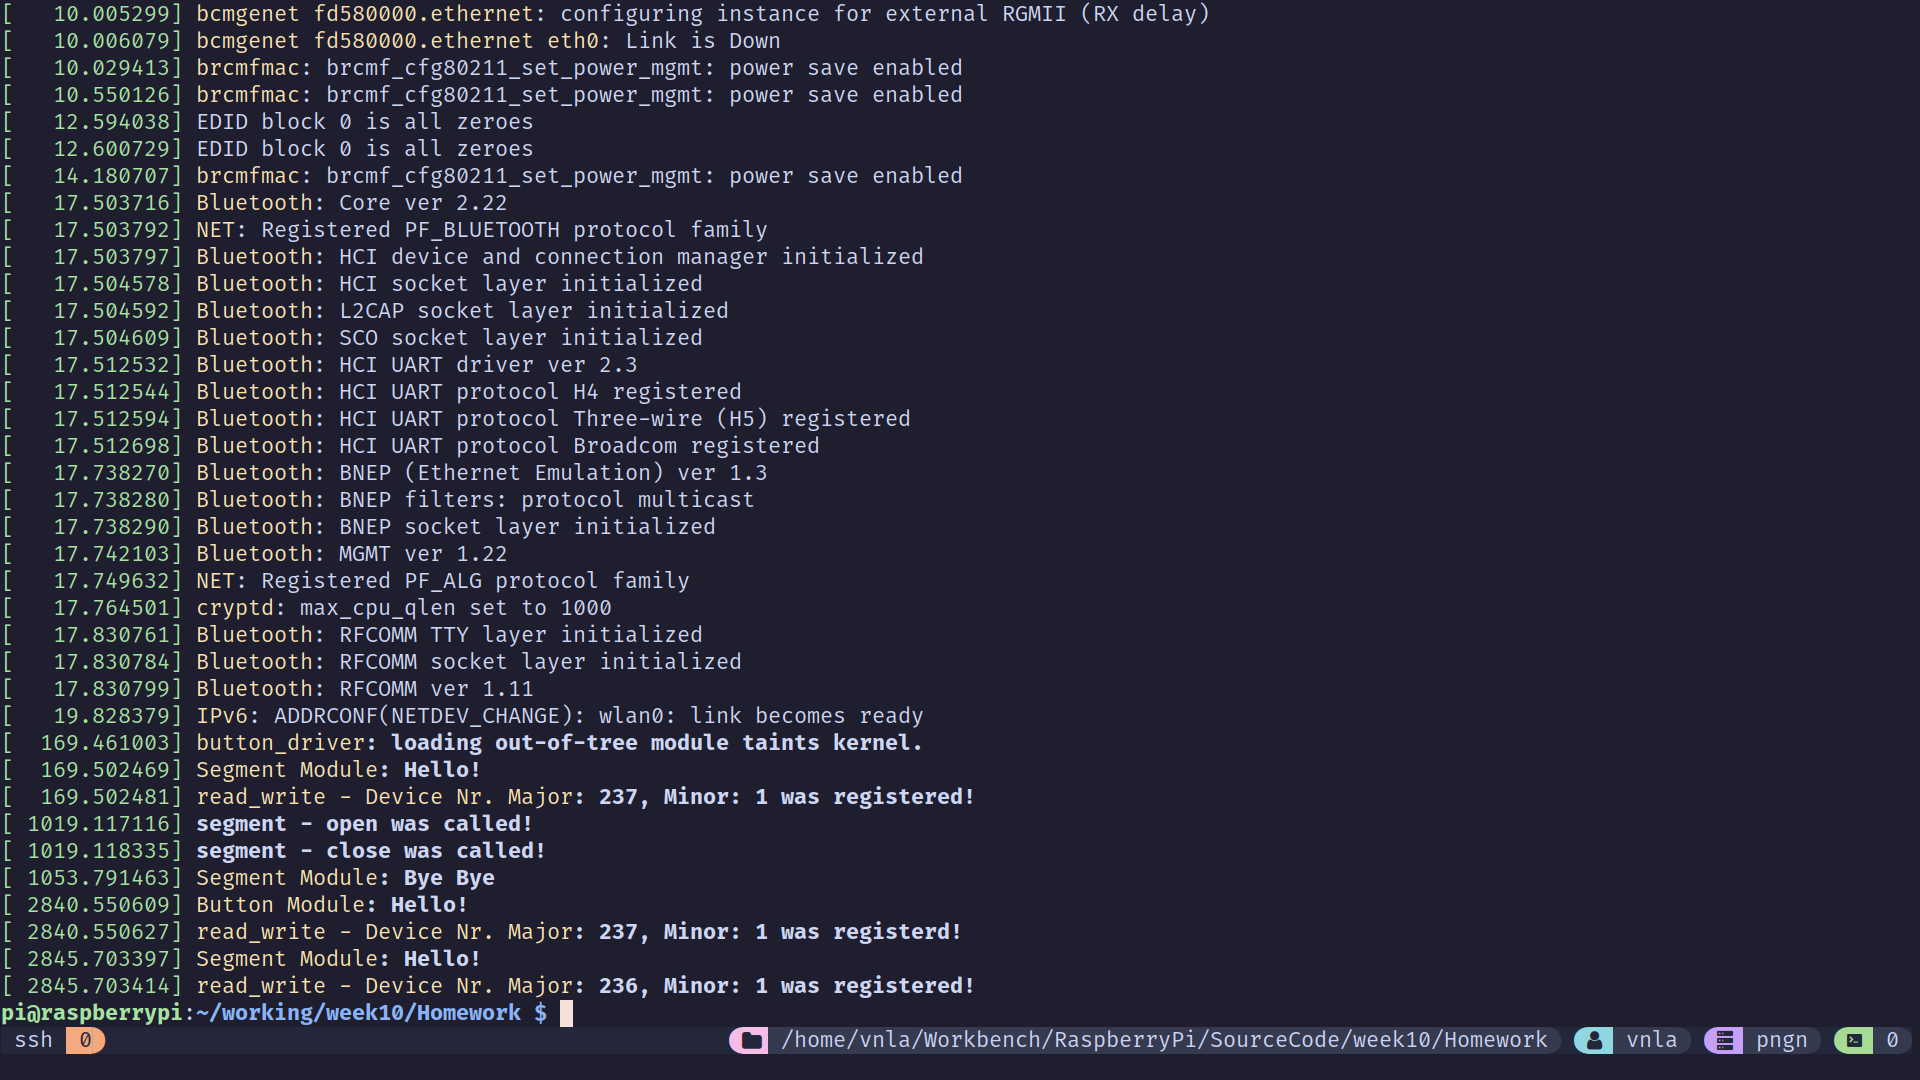 [   10.005299] bcmgenet fd580000.ethernet: configuring instance for external RGMII (RX delay)
[   10.006079] bcmgenet fd580000.ethernet eth0: Link is Down
[   10.029413] brcmfmac: brcmf_cfg80211_set_power_mgmt: power save enabled
[   10.550126] brcmfmac: brcmf_cfg80211_set_power_mgmt: power save enabled
[   12.594038] EDID block 0 is all zeroes
[   12.600729] EDID block 0 is all zeroes
[   14.180707] brcmfmac: brcmf_cfg80211_set_power_mgmt: power save enabled
[   17.503716] Bluetooth: Core ver 2.22
[   17.503792] NET: Registered PF_BLUETOOTH protocol family
[   17.503797] Bluetooth: HCI device and connection manager initialized
[   17.504578] Bluetooth: HCI socket layer initialized
[   17.504592] Bluetooth: L2CAP socket layer initialized
[   17.504609] Bluetooth: SCO socket layer initialized
[   17.512532] Bluetooth: HCI UART driver ver 2.3
[   17.512544] Bluetooth: HCI UART protocol H4 registered
[   17.512594] Bluetooth: HCI UART protocol Three-wire (H5) registered
[   17.512698] Bluetooth: HCI UART protocol Broadcom registered
[   17.738270] Bluetooth: BNEP (Ethernet Emulation) ver 1.3
[   17.738280] Bluetooth: BNEP filters: protocol multicast
[   17.738290] Bluetooth: BNEP socket layer initialized
[   17.742103] Bluetooth: MGMT ver 1.22
[   17.749632] NET: Registered PF_ALG protocol family
[   17.764501] cryptd: max_cpu_qlen set to 1000
[   17.830761] Bluetooth: RFCOMM TTY layer initialized
[   17.830784] Bluetooth: RFCOMM socket layer initialized
[   17.830799] Bluetooth: RFCOMM ver 1.11
[   19.828379] IPv6: ADDRCONF(NETDEV_CHANGE): wlan0: link becomes ready
[  169.461003] button_driver: loading out-of-tree module taints kernel.
[  169.502469] Segment Module: Hello!
[  169.502481] read_write - Device Nr. Major: 237, Minor: 1 was registered!
[ 1019.117116] segment - open was called!
[ 1019.118335] segment - close was called!
[ 1053.791463] Segment Module: Bye Bye
[ 2840.550609] Button Module: Hello!
[ 2840.550627] read_write - Device Nr. Major: 237, Minor: 1 was registerd!
[ 2845.703397] Segment Module: Hello!
[ 2845.703414] read_write - Device Nr. Major: 236, Minor: 1 was registered!
pi@raspberrypi:~/working/week10/Homework $
ssh 0 /home/vnla/Workbench/RaspberryPi/SourceCode/week10/Homework vnla pngn 0